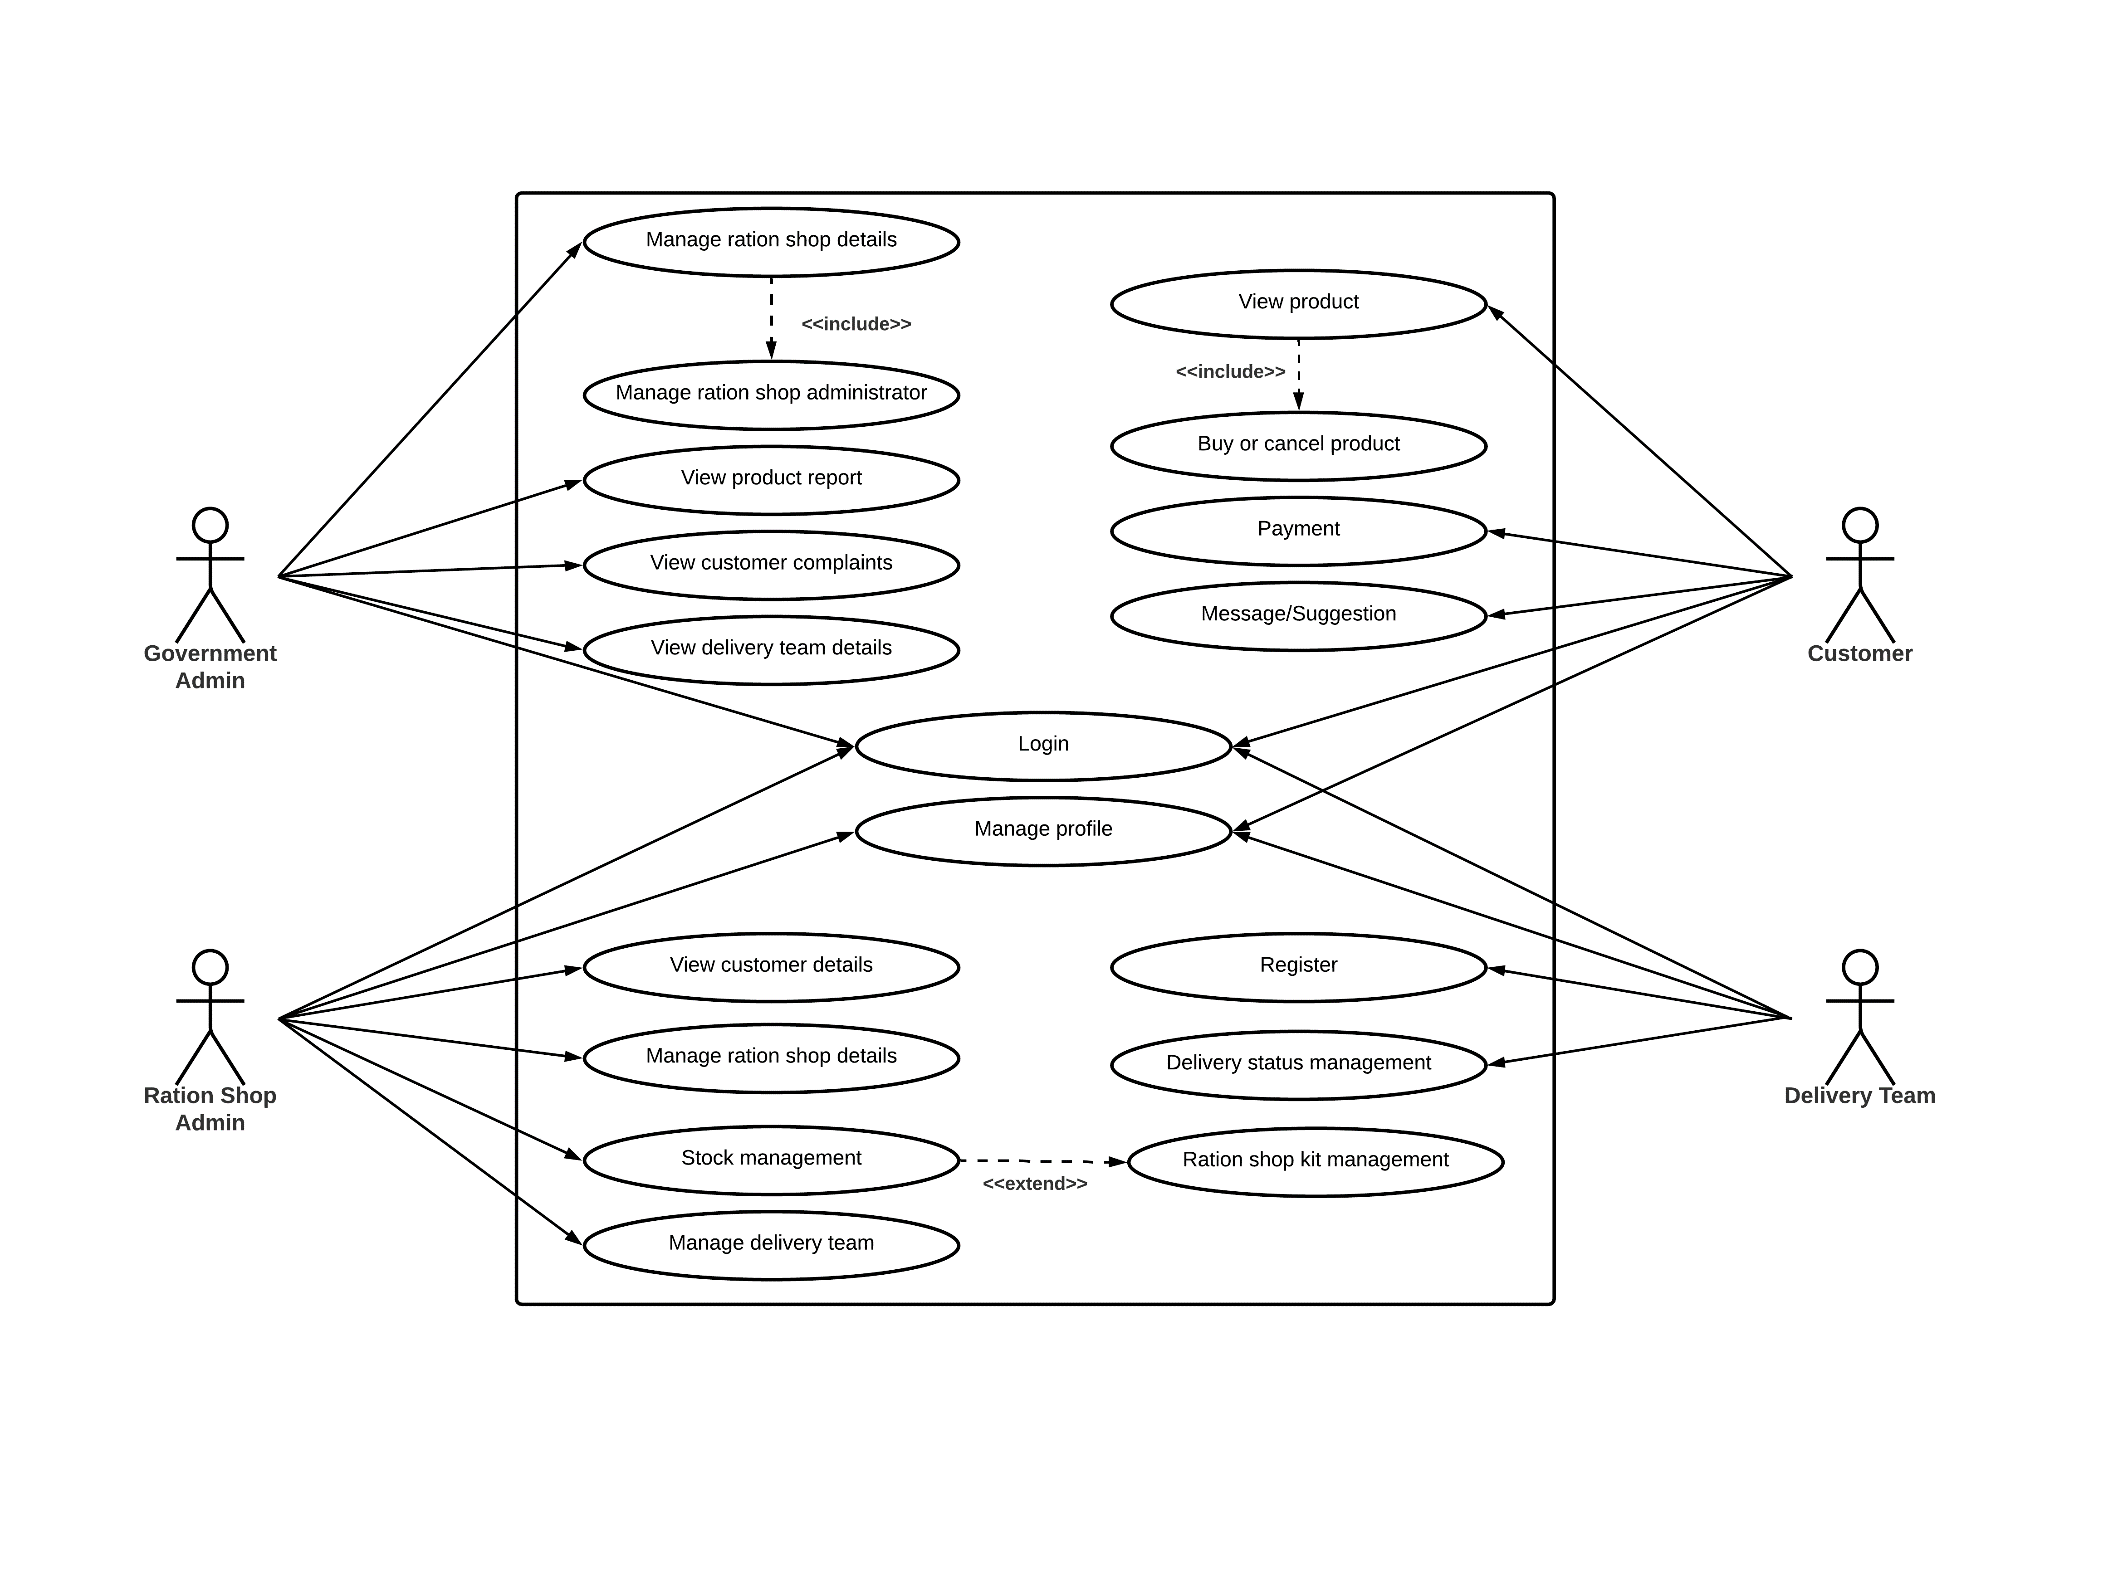 Manage ration shop details
<<include>>
Manage ration shop administrator
View product report
View customer complaints
View delivery team details
View product
<<include>>
Buy or cancel product
Payment
Message/Suggestion
Government
Admin
Customer
Login
Manage profile
View customer details
Manage ration shop details
Stock management
<<extend>>
Manage delivery team
Register
Delivery status management
Ration shop kit management
Ration Shop
Admin
Delivery Team